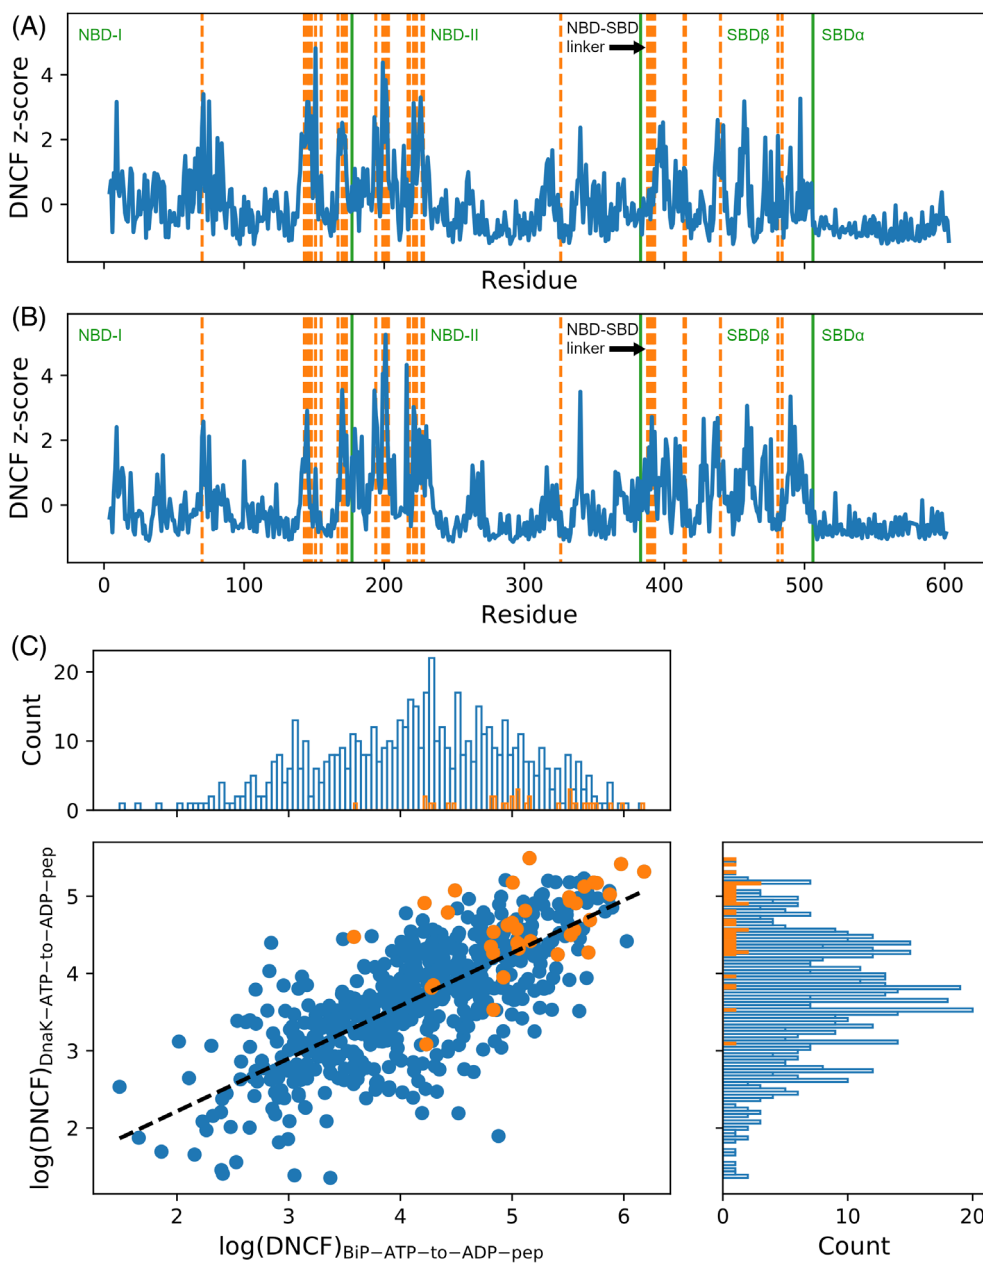 (A)
NBD-I
NBD-II
NBD-SBD
linker
SBDβ
SBDα
DNCF z-score
4
2
0
Residue
(B)
NBD-I
NBD-II
NBD-SBD
linker
SBDβ
SBDα
DNCF z-score
4
2
0
0 100 200 300 400 500 600
Residue
(C)
Count
20
10
0
log(DNCF)DnaK−ATP−to−ADP−pep
5
4
3
2
2 3 4 5 6
log(DNCF)BiP−ATP−to−ADP−pep
0 10 20
Count